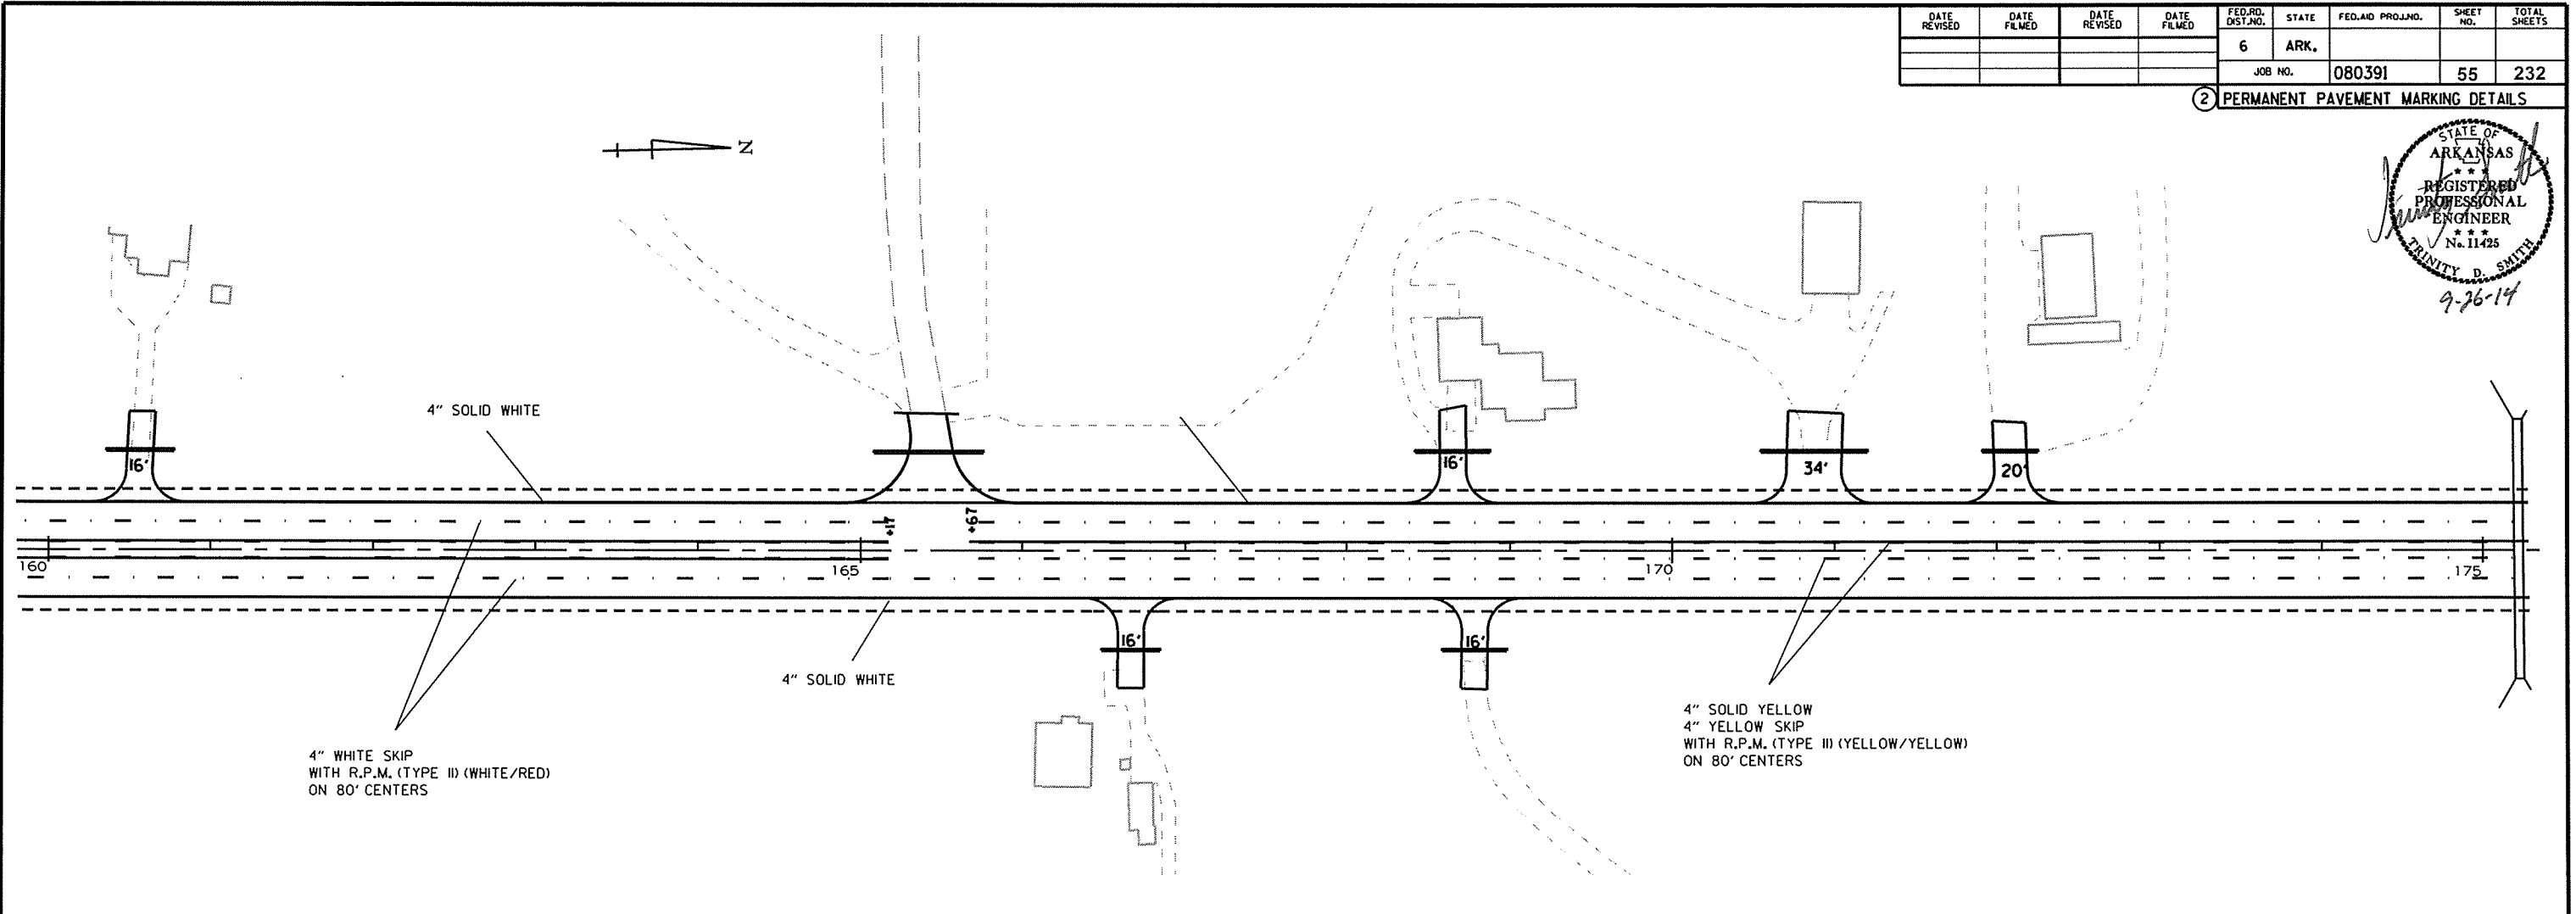 DATE REVISED
DATE FILMED
DATE REVISED
DATE FILMED
FED.RD. DIST.NO.
STATE
FED.AID PROJ.NO.
SHEET NO.
TOTAL SHEETS
6
ARK.
JOB NO.
080391
55
232
2
PERMANENT PAVEMENT MARKING DETAILS
STATE OF
ARKANSAS
★ ★ ★
REGISTERED
PROFESSIONAL
ENGINEER
★ ★ ★
No. 11425
TRINITY D. SMITH
9-26-14
N
4" SOLID WHITE
16'
16'
34'
20'
+17
+67
160
165
170
175
16'
16'
4" SOLID WHITE
4" SOLID YELLOW
4" YELLOW SKIP
WITH R.P.M. (TYPE II) (YELLOW/YELLOW)
ON 80' CENTERS
4" WHITE SKIP
WITH R.P.M. (TYPE II) (WHITE/RED)
ON 80' CENTERS